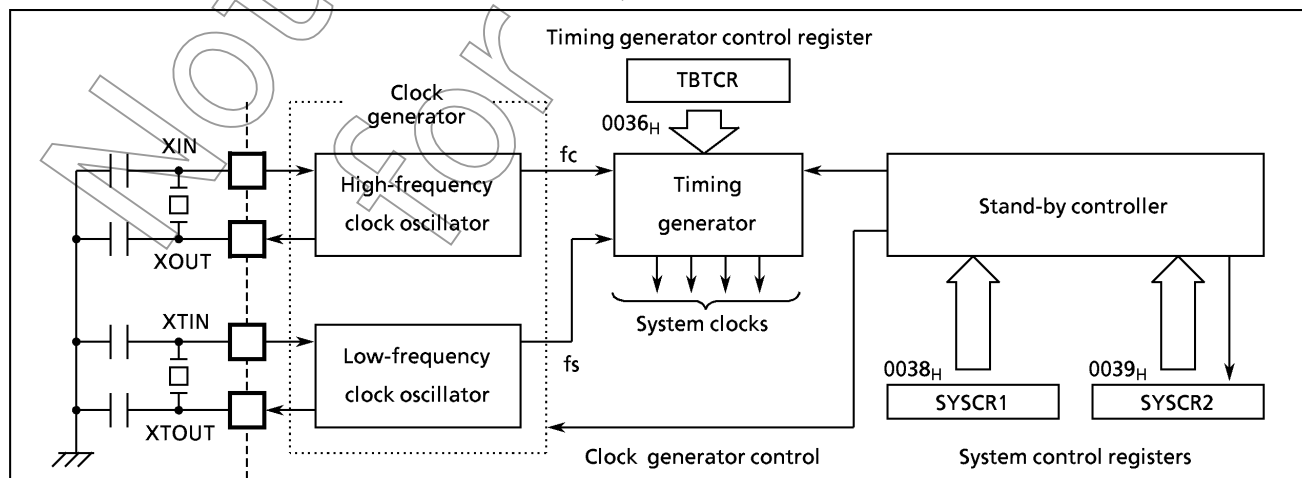 Timing generator control register
TBTCR
0036H
Clock
generator
XIN
High-frequency
clock oscillator
XOUT
fc
Timing
generator
Stand-by controller
System clocks
XTIN
Low-frequency
clock oscillator
XTOUT
fs
0038H
SYSCR1
0039H
SYSCR2
Clock generator control
System control registers
Not
for